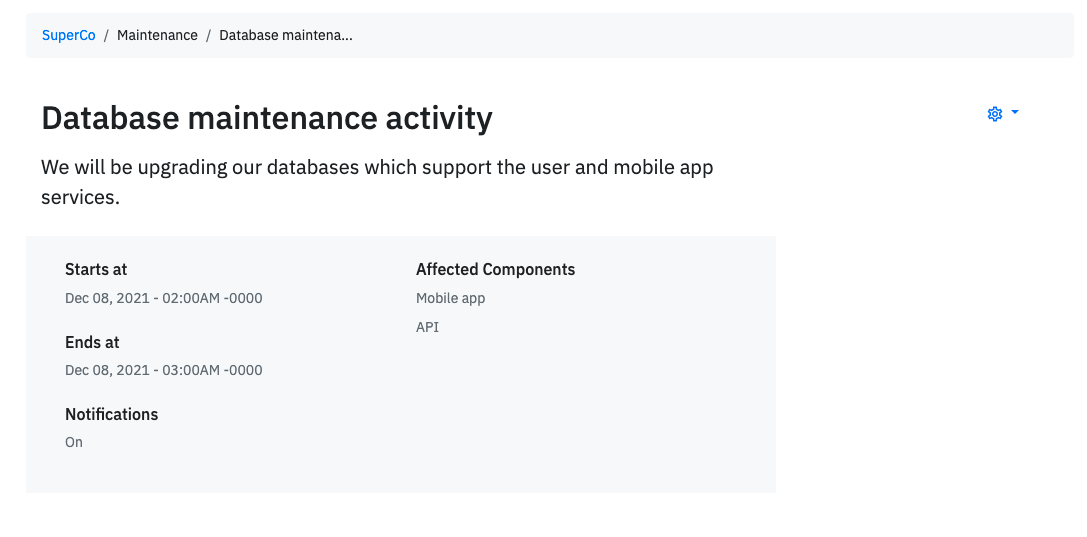 SuperCo / Maintenance / Database maintena...
Database maintenance activity
We will be upgrading our databases which support the user and mobile app
services.
Starts at
Dec 08, 2021 - 02:00AM -0000
Ends at
Dec 08, 2021 - 03:00AM -0000
Notifications
On
Affected Components
Mobile app
API